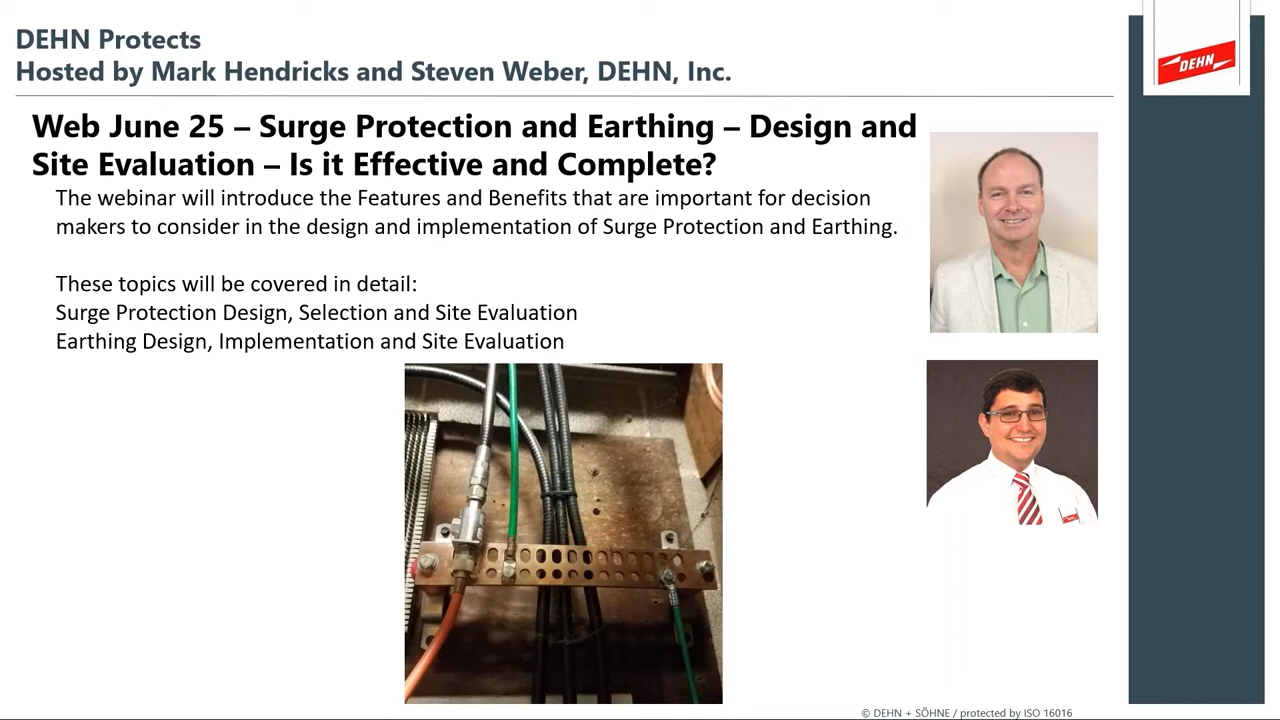 DEHN Protects
Hosted by Mark Hendricks and Steven Weber, DEHN, Inc.
DEHN
Web June 25 – Surge Protection and Earthing – Design and
Site Evaluation – Is it Effective and Complete?
The webinar will introduce the Features and Benefits that are important for decision
makers to consider in the design and implementation of Surge Protection and Earthing.
These topics will be covered in detail:
Surge Protection Design, Selection and Site Evaluation
Earthing Design, Implementation and Site Evaluation
© DEHN + SÖHNE / protected by ISO 16016